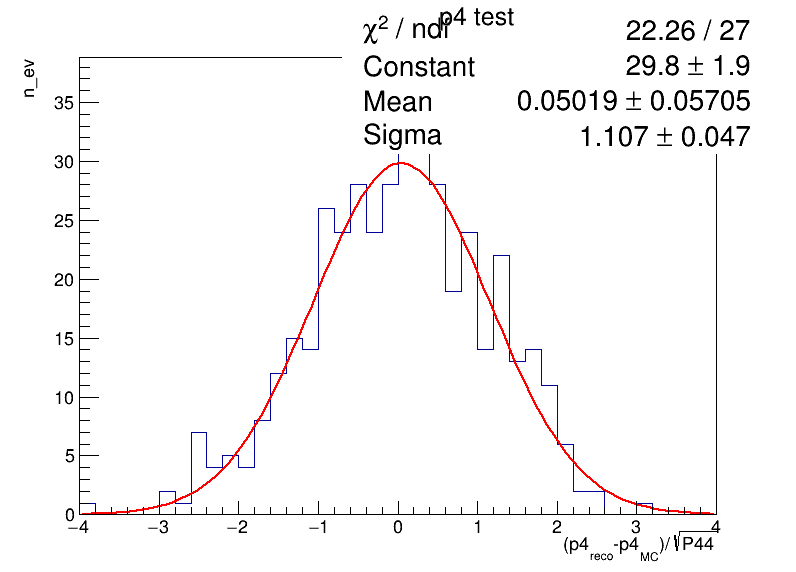 p4 test
χ² / ndf 22.26 / 27
Constant 29.8 ± 1.9
Mean 0.05019 ± 0.05705
Sigma 1.107 ± 0.047
n_ev
35
30
25
20
15
10
5
0
−4 −3 −2 −1 0 1 2 3 4
(p4reco-p4MC)/√P44